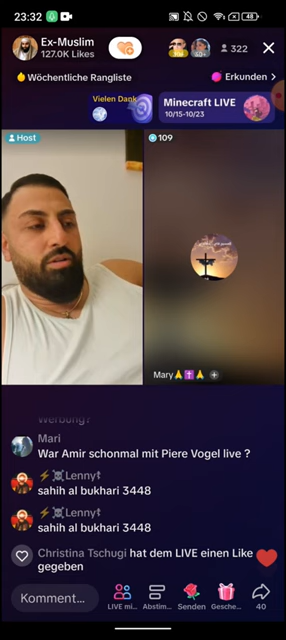 23:32
48
Ex-Muslim
127.0K Likes
322
Wöchentliche Rangliste
Erkunden >
Vielen Dank
Minecraft LIVE
10/15-10/23
Host
109
Mary🙏✝️🙏
Werbung?
Mari
War Amir schonmal mit Piere Vogel live ?
⚡☠️Lenny☦
sahih al bukhari 3448
⚡☠️Lenny☦
sahih al bukhari 3448
Christina Tschugi hat dem LIVE einen Like
gegeben
Komment...
LIVE mi...
Abstim...
Senden
Gesche...
40